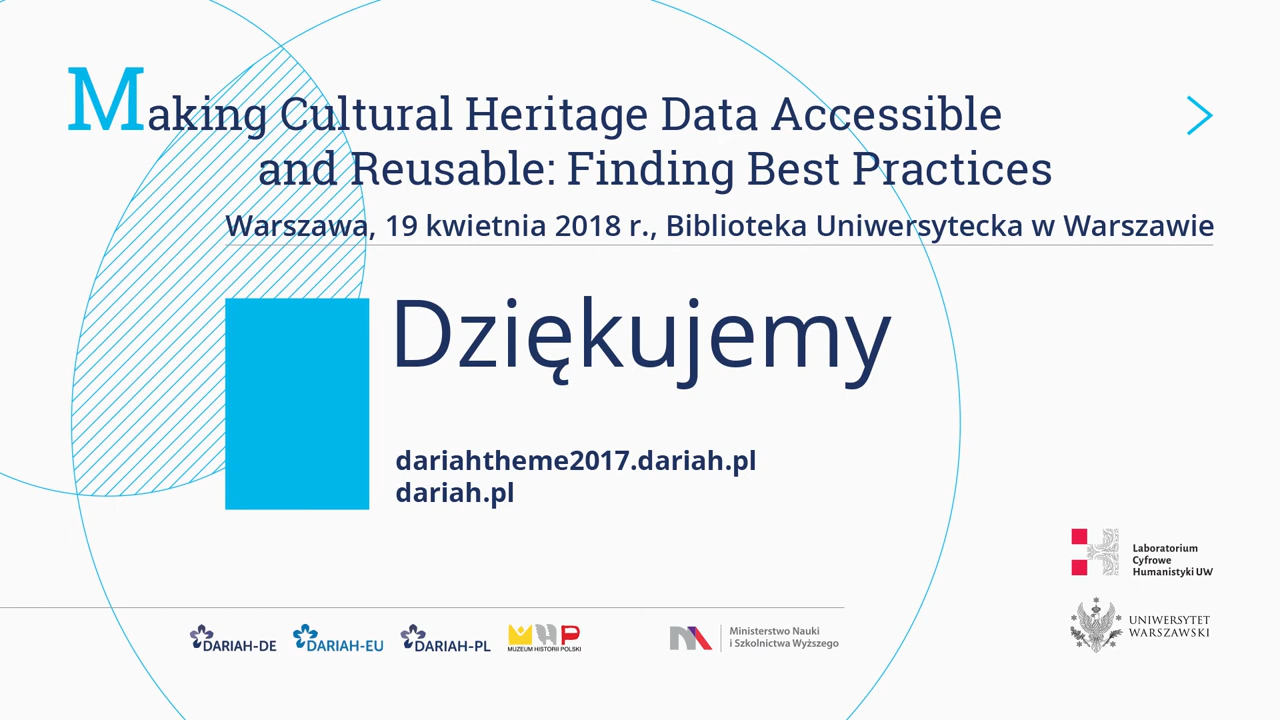 Making Cultural Heritage Data Accessible
and Reusable: Finding Best Practices
Warszawa, 19 kwietnia 2018 r., Biblioteka Uniwersytecka w Warszawie
Dziękujemy
dariahtheme2017.dariah.pl
dariah.pl
Laboratorium
Cyfrowe
Humanistyki UW
UNIWERSYTET
WARSZAWSKI
DARIAH-DE
DARIAH-EU
DARIAH-PL
MHP
MUZEUM HISTORII POLSKI
Ministerstwo Nauki
i Szkolnictwa Wyższego